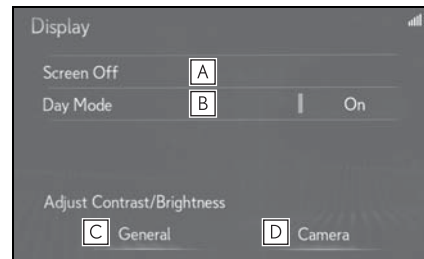 Display
Screen Off A
Day Mode B On
Adjust Contrast/Brightness
C General D Camera